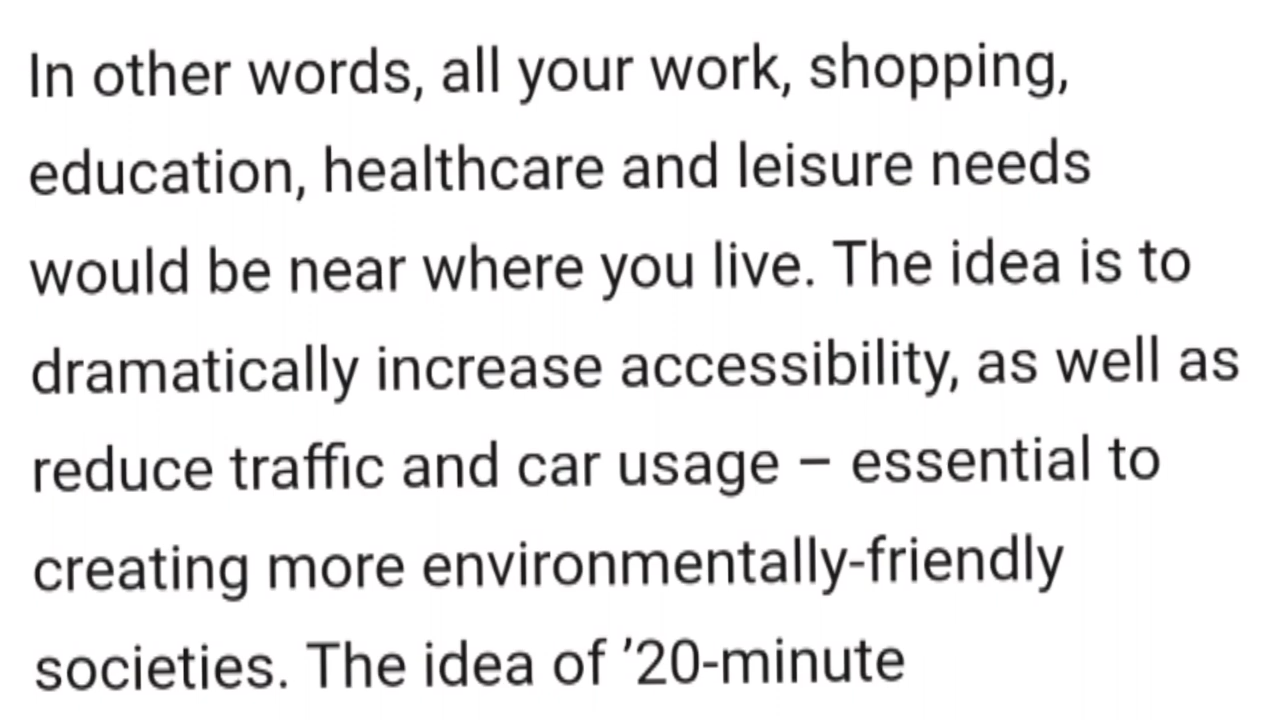 In other words, all your work, shopping,
education, healthcare and leisure needs
would be near where you live. The idea is to
dramatically increase accessibility, as well as
reduce traffic and car usage – essential to
creating more environmentally-friendly
societies. The idea of ’20-minute